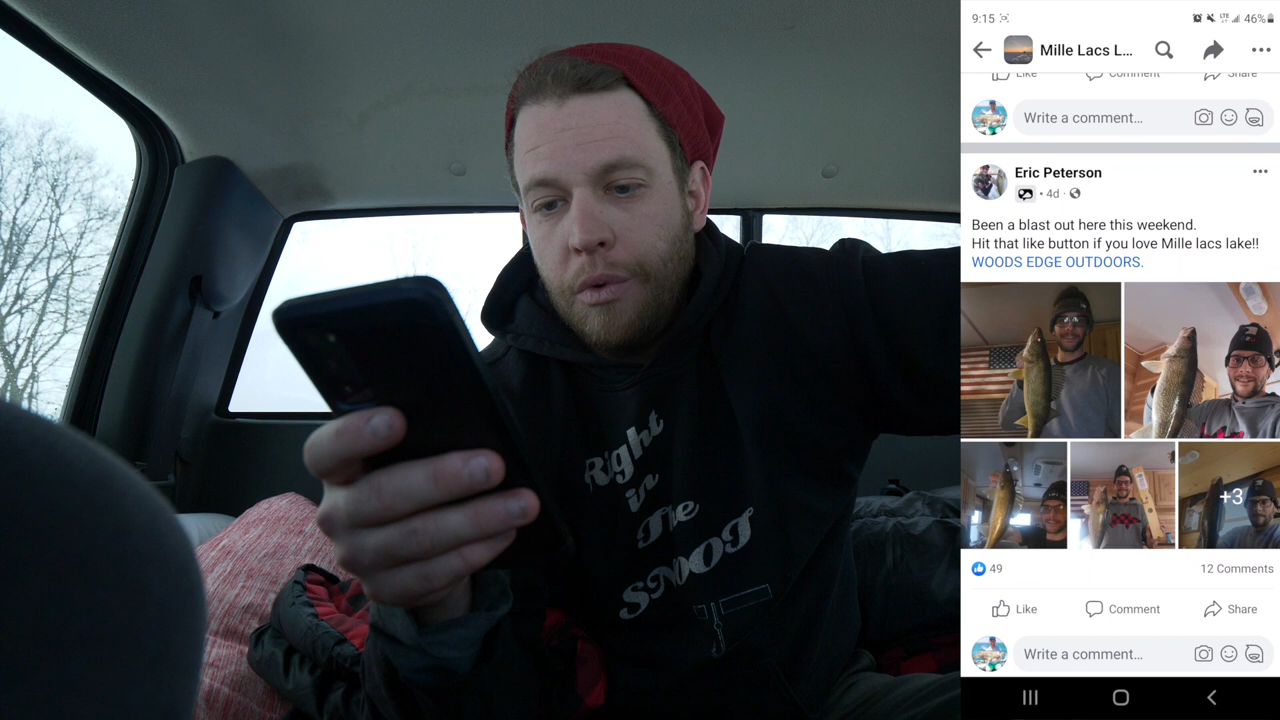 Right
in
The
SNOOT
9:15
LTE
46%
Mille Lacs L...
Like
Comment
Share
Write a comment...
Eric Peterson
• 4d •
Been a blast out here this weekend.
Hit that like button if you love Mille lacs lake!!
WOODS EDGE OUTDOORS.
+3
49
12 Comments
Like
Comment
Share
Write a comment...